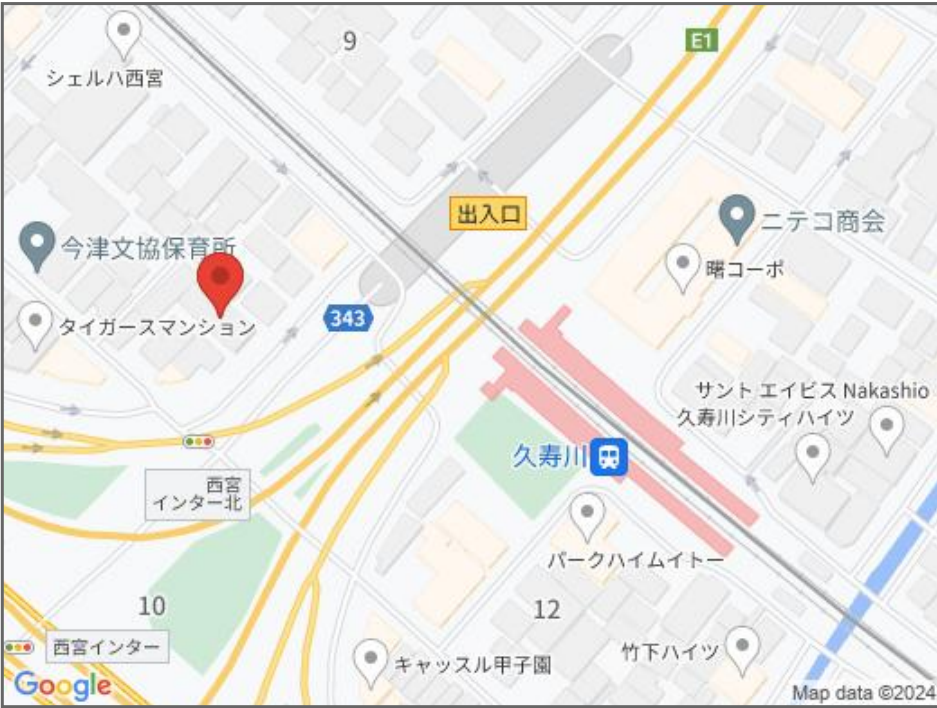 9
E1
シェルハ西宮
出入口
ニテコ商会
今津文協保育所
曙コーポ
343
タイガースマンション
サント エイビス Nakashio
久寿川シティハイツ
久寿川
西宮
インター北
パークハイムイトー
10
12
西宮インター
竹下ハイツ
キャッスル甲子園
Google
Map data ©2024